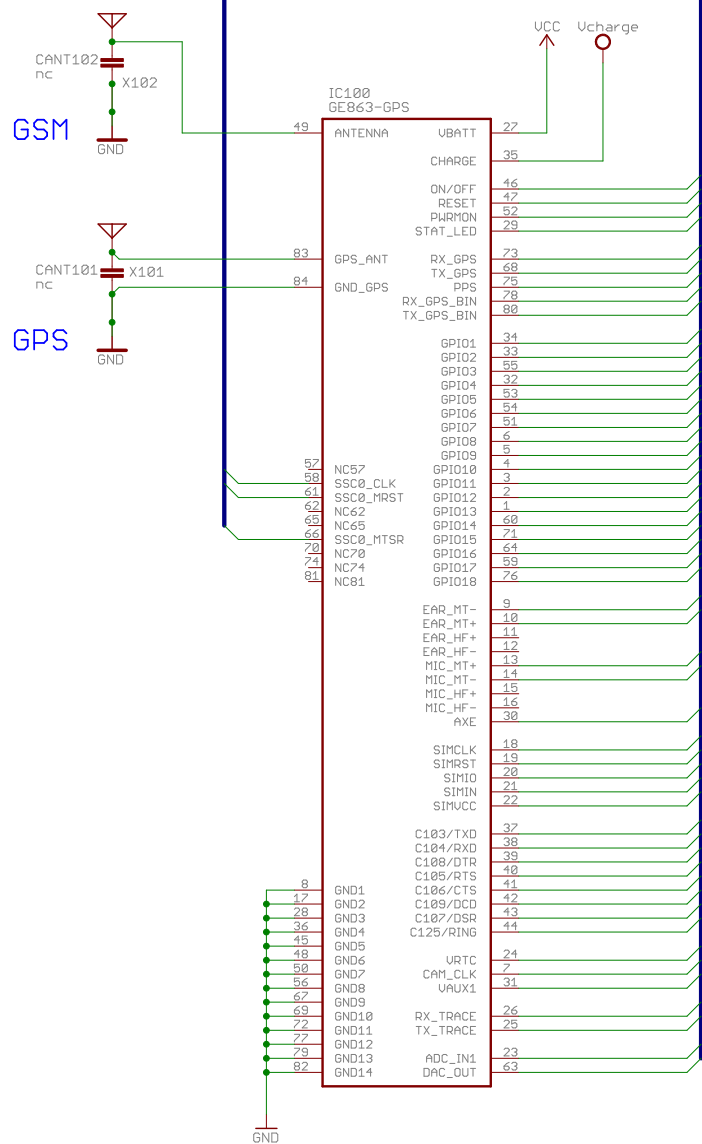 VCC Vcharge
CANT102
nc
X102
GSM
GND
IC100
GE863-GPS
49 ANTENNA VBATT 27
CHARGE 35
ON/OFF 46
RESET 47
PWRMON 52
STAT_LED 29
83 GPS_ANT RX_GPS 73
CANT101
nc
X101
TX_GPS 68
84 GND_GPS PPS 75
RX_GPS_BIN 78
TX_GPS_BIN 80
GPS
GND
GPIO1 34
GPIO2 33
GPIO3 55
GPIO4 32
GPIO5 53
GPIO6 54
GPIO7 51
GPIO8 6
GPIO9 5
57 NC57 GPIO10 4
58 SSC0_CLK GPIO11 3
61 SSC0_MRST GPIO12 2
62 NC62 GPIO13 1
65 NC65 GPIO14 60
66 SSC0_MTSR GPIO15 71
70 NC70 GPIO16 64
74 NC74 GPIO17 59
81 NC81 GPIO18 76
EAR_MT- 9
EAR_MT+ 10
EAR_HF+ 11
EAR_HF- 12
MIC_MT+ 13
MIC_MT- 14
MIC_HF+ 15
MIC_HF- 16
AXE 30
SIMCLK 18
SIMRST 19
SIMIO 20
SIMIN 21
SIMVCC 22
C103/TXD 37
C104/RXD 38
C108/DTR 39
C105/RTS 40
8 GND1 C106/CTS 41
17 GND2 C109/DCD 42
28 GND3 C107/DSR 43
36 GND4 C125/RING 44
45 GND5
48 GND6 VRTC 24
50 GND7 CAM_CLK 7
56 GND8 VAUX1 31
67 GND9
69 GND10 RX_TRACE 26
72 GND11 TX_TRACE 25
77 GND12
79 GND13 ADC_IN1 23
82 GND14 DAC_OUT 63
GND